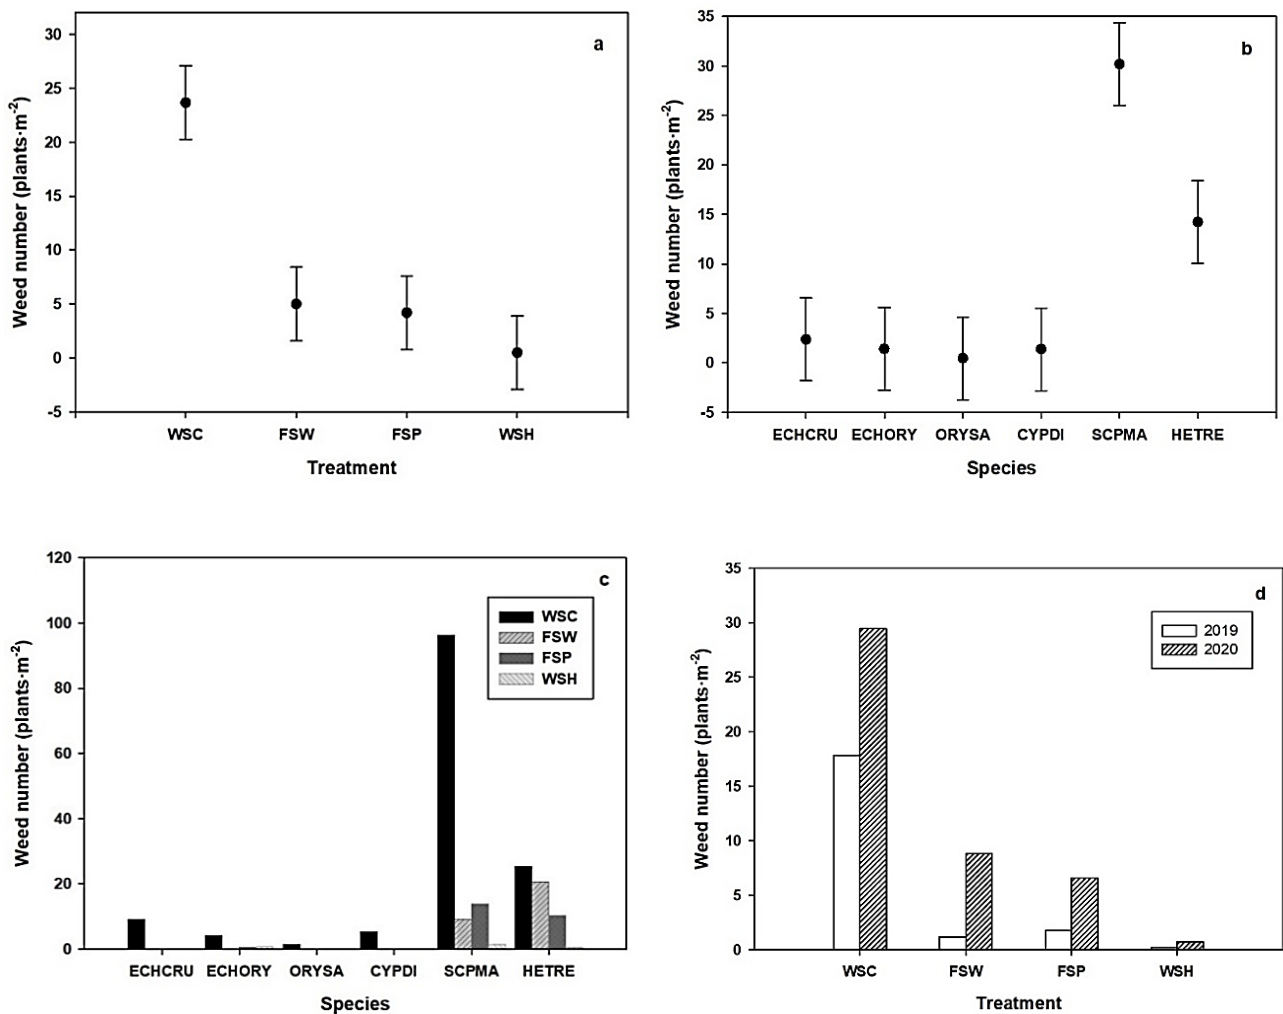 a
30
25
20
15
10
5
0
-5
Weed number (plants·m⁻²)
WSC FSW FSP WSH
Treatment
b
35
30
25
20
15
10
5
0
-5
Weed number (plants·m⁻²)
ECHCRU ECHORY ORYSA CYPDI SCPMA HETRE
Species
c
120
100
80
60
40
20
0
Weed number (plants·m⁻²)
WSC
FSW
FSP
WSH
ECHCRU ECHORY ORYSA CYPDI SCPMA HETRE
Species
d
35
30
25
20
15
10
5
0
Weed number (plants·m⁻²)
2019
2020
WSC FSW FSP WSH
Treatment